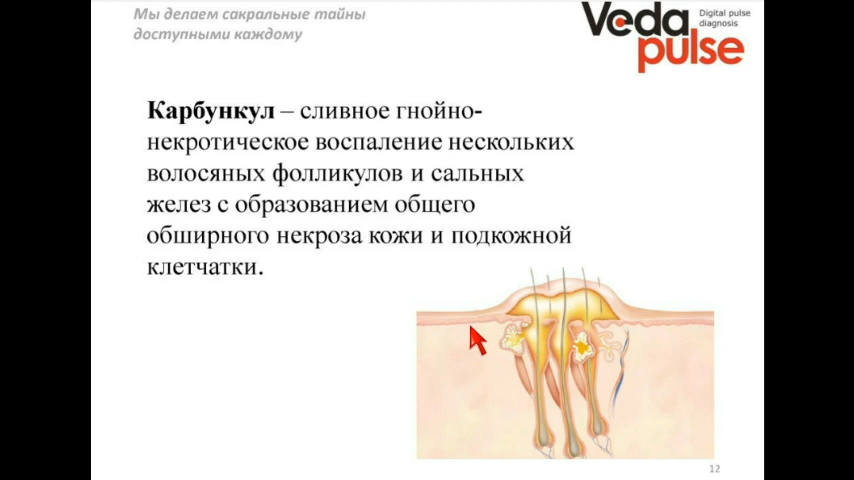 Мы делаем сакральные тайны
доступными каждому
Veda
pulse
Digital pulse
diagnosis
Карбункул – сливное гнойно-
некротическое воспаление нескольких
волосяных фолликулов и сальных
желез с образованием общего
обширного некроза кожи и подкожной
клетчатки.
12